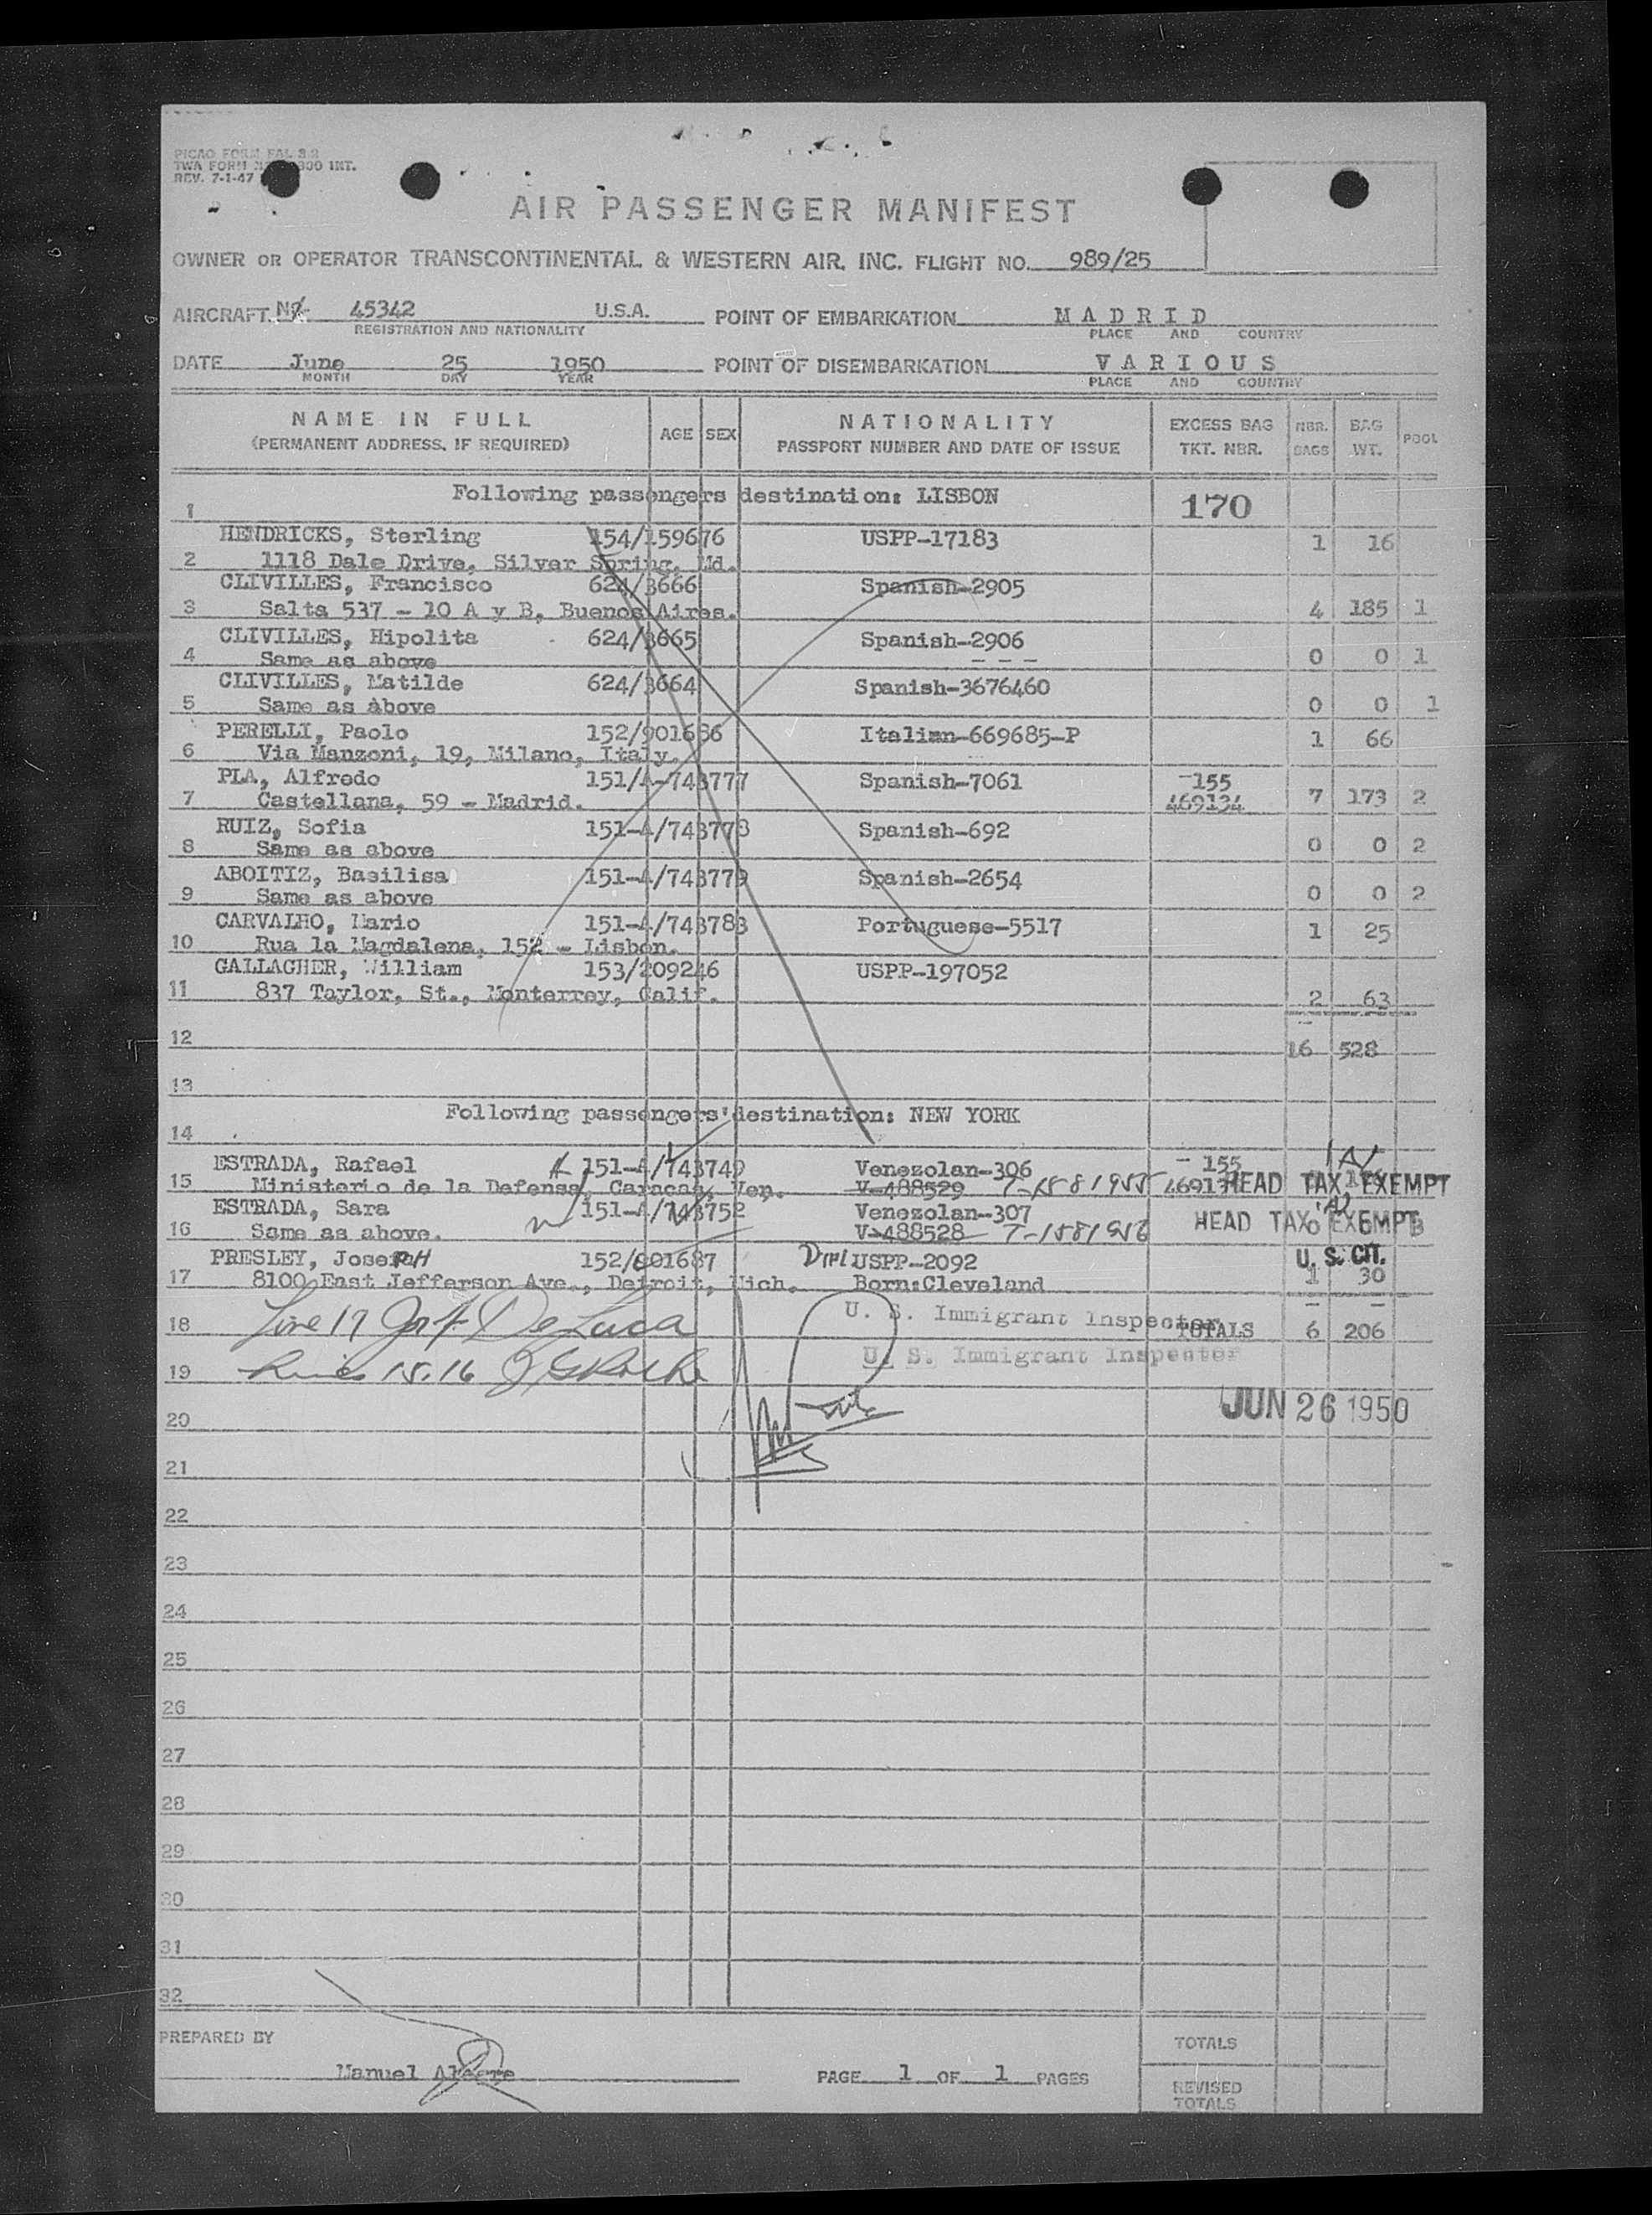 PICAO FORM FAL 3.2
TWA FORM 300 INT.
REV. 7-1-47
AIR PASSENGER MANIFEST
OWNER OR OPERATOR TRANSCONTINENTAL & WESTERN AIR, INC. FLIGHT NO. 989/25
AIRCRAFT 45342 U.S.A. POINT OF EMBARKATION MADRID
REGISTRATION AND NATIONALITY PLACE AND COUNTRY
DATE June 25 1950 POINT OF DISEMBARKATION VARIOUS
MONTH DAY YEAR PLACE AND COUNTRY
NAME IN FULL AGE SEX NATIONALITY EXCESS BAG NBR. BAG POOL
(PERMANENT ADDRESS, IF REQUIRED) PASSPORT NUMBER AND DATE OF ISSUE TKT. NBR. BAGS WT.
1 Following passengers destination: LISBON 170
HENDRICKS, Sterling 154/159676 USPP-17183 1 16
2 1118 Dale Drive, Silver Spring, Md.
CLIVILLES, Francisco 624/3666 Spanish-2905
3 Salta 537 - 10 A y B, Buenos Aires. 4 185 1
CLIVILLES, Hipolita 624/3665 Spanish-2906
4 Same as above --- 0 0 1
CLIVILLES, Matilde 624/3664 Spanish-3676460
5 Same as above 0 0 1
PERELLI, Paolo 152/901686 Italian-669685-P 1 66
6 Via Manzoni, 19, Milano, Italy.
PLA, Alfredo 151/A-743777 Spanish-7061 155
7 Castellana, 59 - Madrid. 469134 7 173 2
RUIZ, Sofia 151-A/743778 Spanish-692
8 Same as above 0 0 2
ABOITIZ, Basilisa 151-A/743779 Spanish-2654
9 Same as above 0 0 2
CARVALHO, Mario 151-A/743783 Portuguese-5517 1 25
10 Rua la Magdalena, 152 - Lisbon.
GALLAGHER, William 153/209246 USPP-197052
11 837 Taylor, St., Monterrey, Calif. 2 63
12 16 528
13
14 Following passengers' destination: NEW YORK
ESTRADA, Rafael 151-A/743749 Venezolan-306 155
15 Ministerio de la Defensa, Caracas, Ven. V-488529 T-1581955 HEAD TAX EXEMPT
ESTRADA, Sara 151-A/743752 Venezolan-307 HEAD TAX EXEMPT
16 Same as above. V-488528 T-1581956
PRESLEY, JosePH 152/601687 USPP-2092 U. S. CIT.
17 8100 East Jefferson Ave., Detroit, Mich. Born:Cleveland 1 30
18 Line 17 De Luca U. S. Immigrant Inspector TOTALS 6 206
19 15.16 U. S. Immigrant Inspector
20 JUN 26 1950
21
22
23
24
25
26
27
28
29
30
31
32
PREPARED BY TOTALS
Manuel PAGE 1 OF 1 PAGES
REVISED
TOTALS